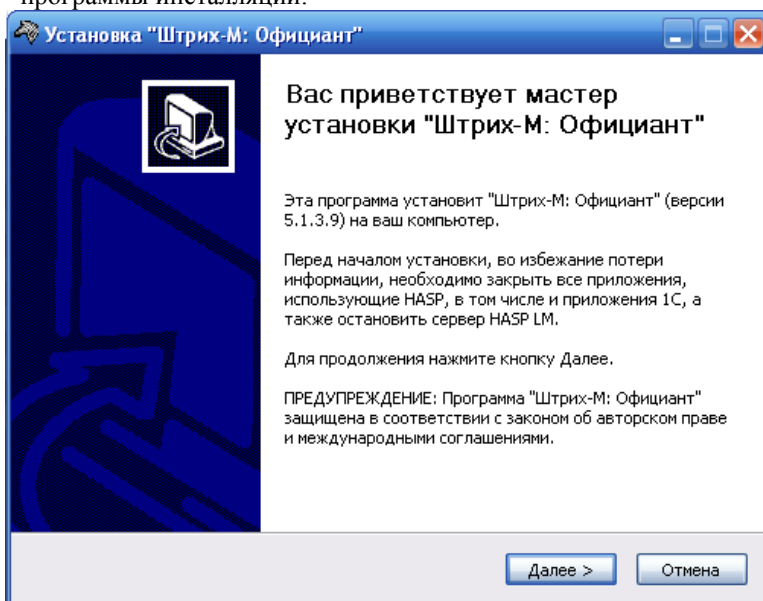 программы инсталляции:
Установка "Штрих-М: Официант"
Вас приветствует мастер
установки "Штрих-М: Официант"
Эта программа установит "Штрих-М: Официант" (версии
5.1.3.9) на ваш компьютер.
Перед началом установки, во избежание потери
информации, необходимо закрыть все приложения,
использующие HASP, в том числе и приложения 1С, а
также остановить сервер HASP LM.
Для продолжения нажмите кнопку Далее.
ПРЕДУПРЕЖДЕНИЕ: Программа "Штрих-М: Официант"
защищена в соответствии с законом об авторском праве
и международными соглашениями.
Далее >
Отмена